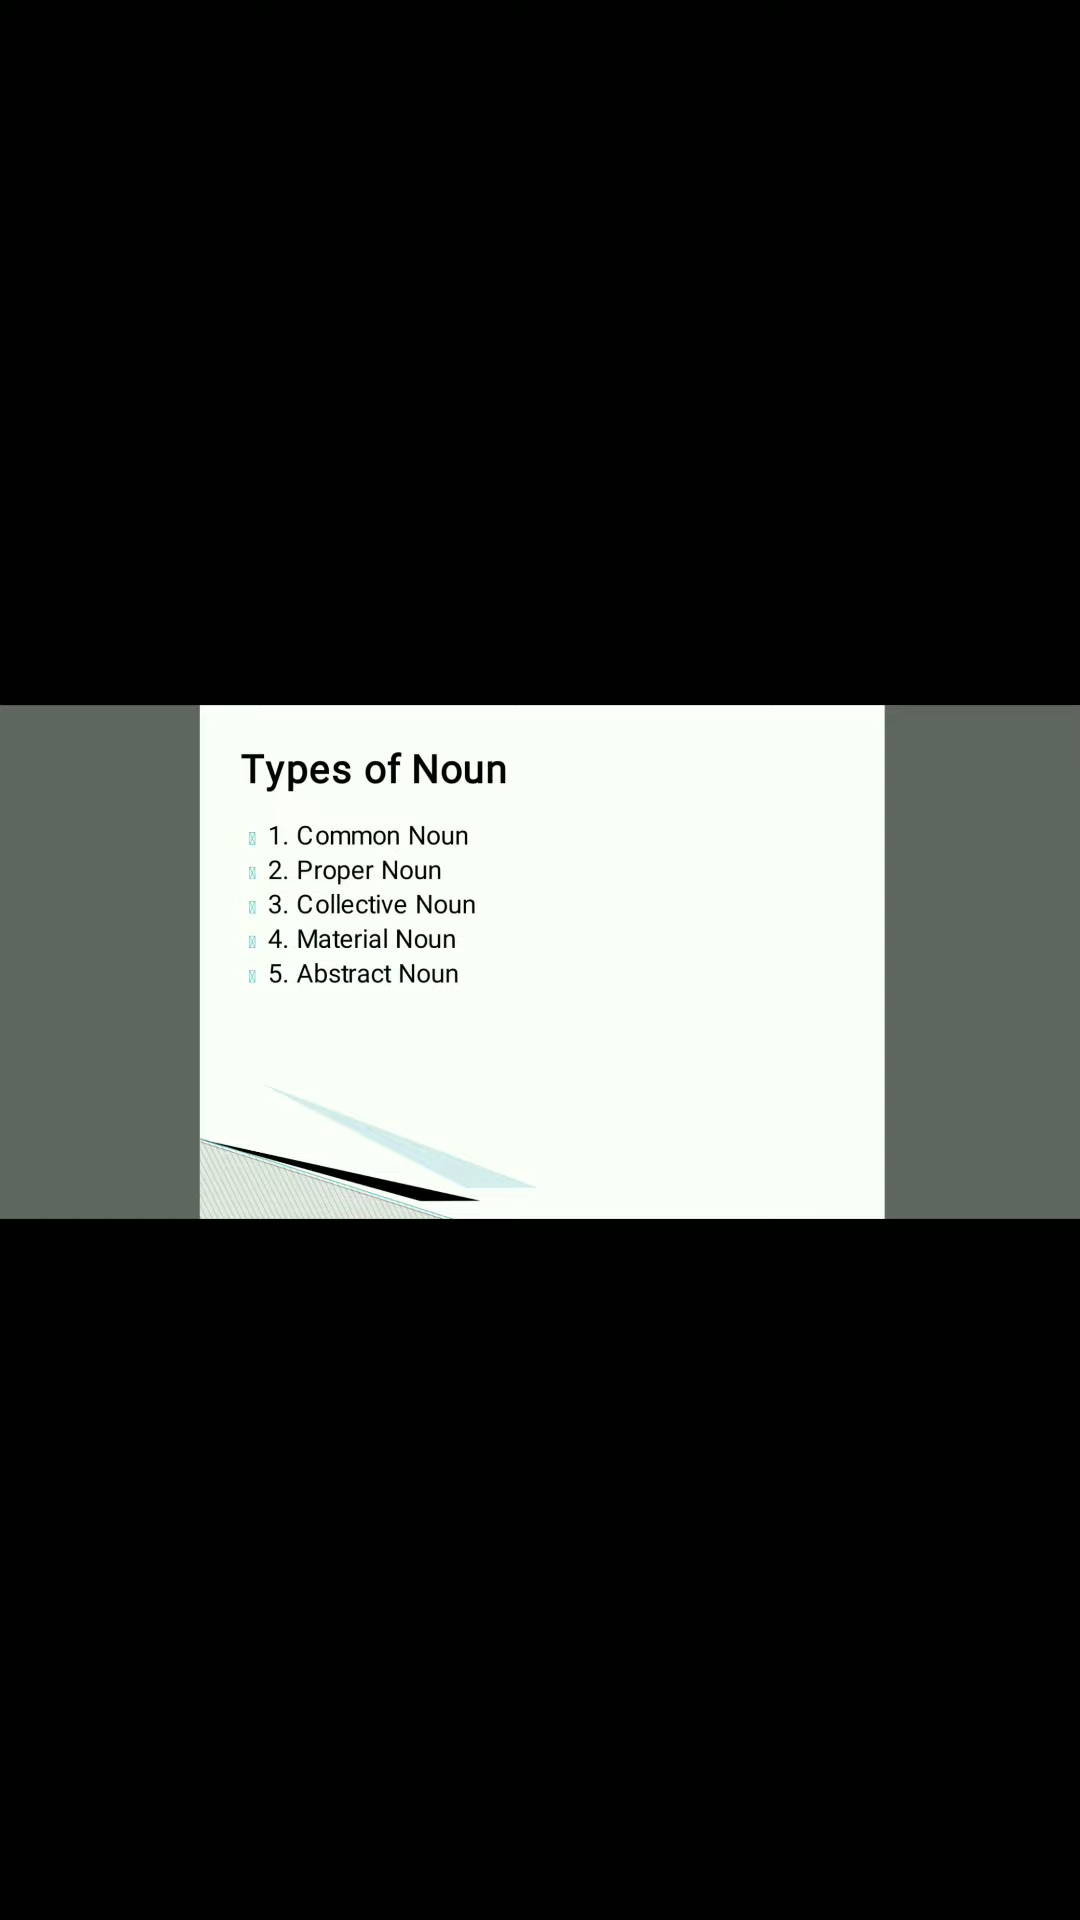 Types of Noun
1. Common Noun
2. Proper Noun
3. Collective Noun
4. Material Noun
5. Abstract Noun